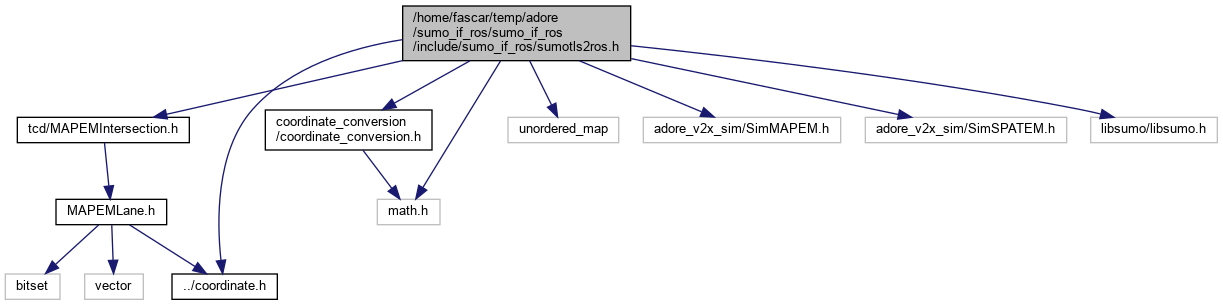 /home/fascar/temp/adore
/sumo_if_ros/sumo_if_ros
/include/sumo_if_ros/sumotls2ros.h
tcd/MAPEMIntersection.h
coordinate_conversion
/coordinate_conversion.h
unordered_map
adore_v2x_sim/SimMAPEM.h
adore_v2x_sim/SimSPATEM.h
libsumo/libsumo.h
MAPEMLane.h
math.h
bitset
vector
../coordinate.h